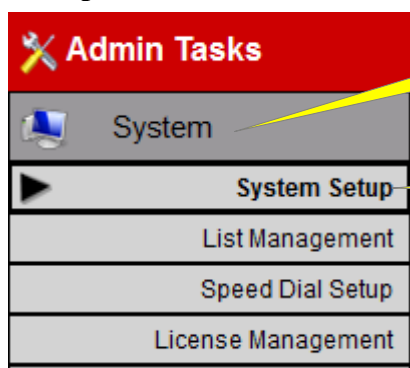 Admin Tasks
System
System Setup
List Management
Speed Dial Setup
License Management